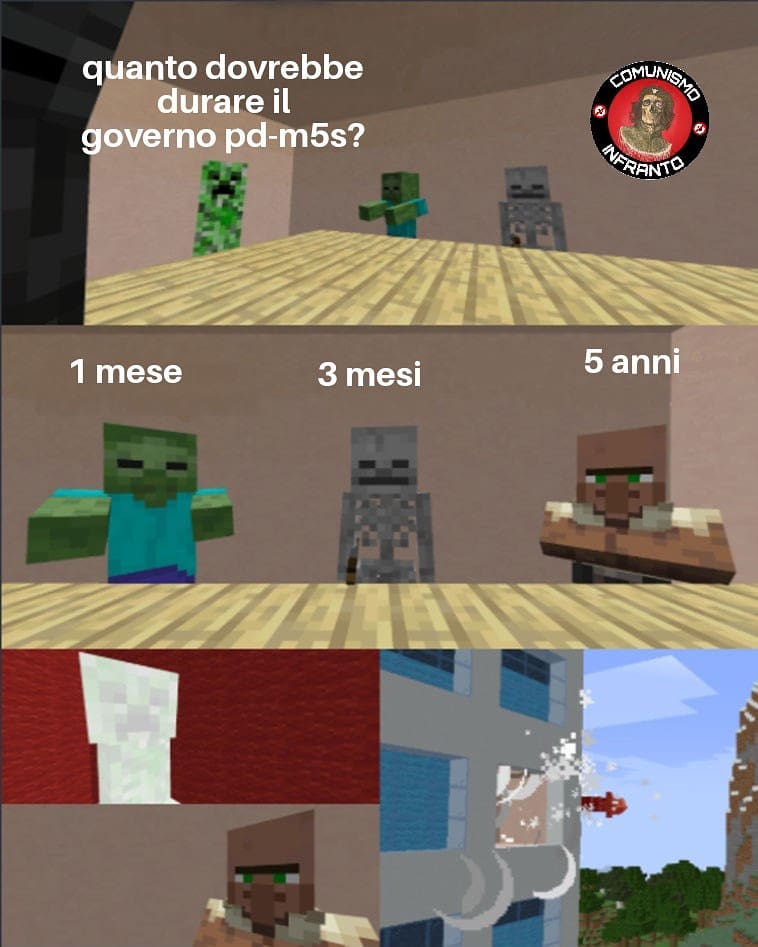 quanto dovrebbe
durare il
governo pd-m5s?
COMUNISMO
INFRANTO
1 mese
3 mesi
5 anni